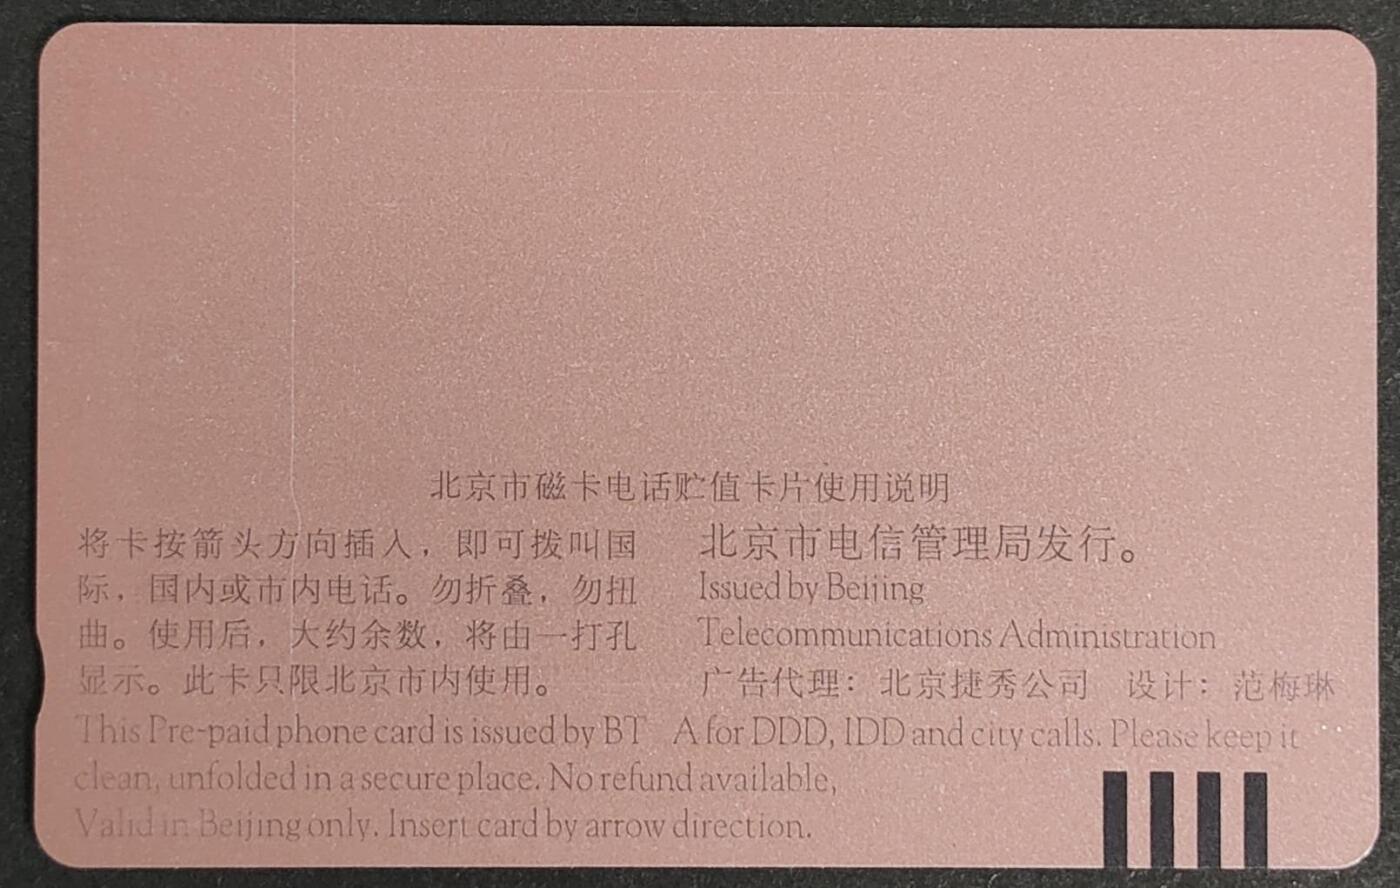 北京市磁卡电话贮值卡片使用说明
将卡按箭头方向插入，即可拨叫国
际，国内或市内电话。勿折叠，勿扭
曲。使用后，大约余数，将由一打孔
显示。此卡只限北京市内使用。
北京市电信管理局发行。
Issued by Beijing
Telecommunications Administration
广告代理：北京捷秀公司 设计：范梅琳
This Pre-paid phone card is issued by BT A for DDD, IDD and city calls. Please keep it
clean, unfolded in a secure place. No refund available,
Valid in Beijing only. Insert card by arrow direction.